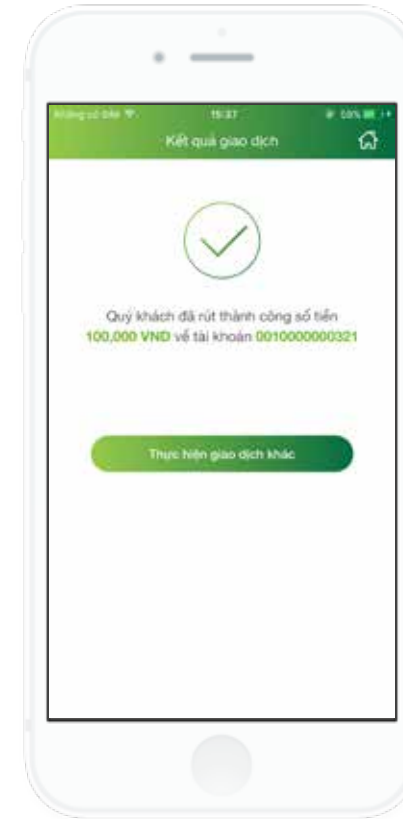 15:37
Kết quả giao dịch
Quý khách đã rút thành công số tiền
100,000 VND về tài khoản 0010000000321
Thực hiện giao dịch khác